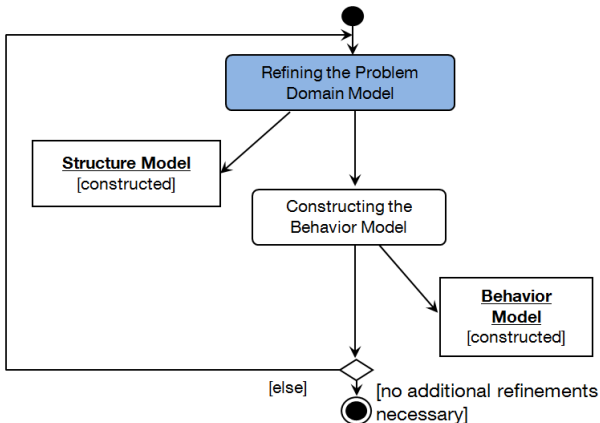 Refining the Problem
Domain Model
Structure Model
[constructed]
Constructing the
Behavior Model
Behavior
Model
[constructed]
[else]
[no additional refinements
necessary]